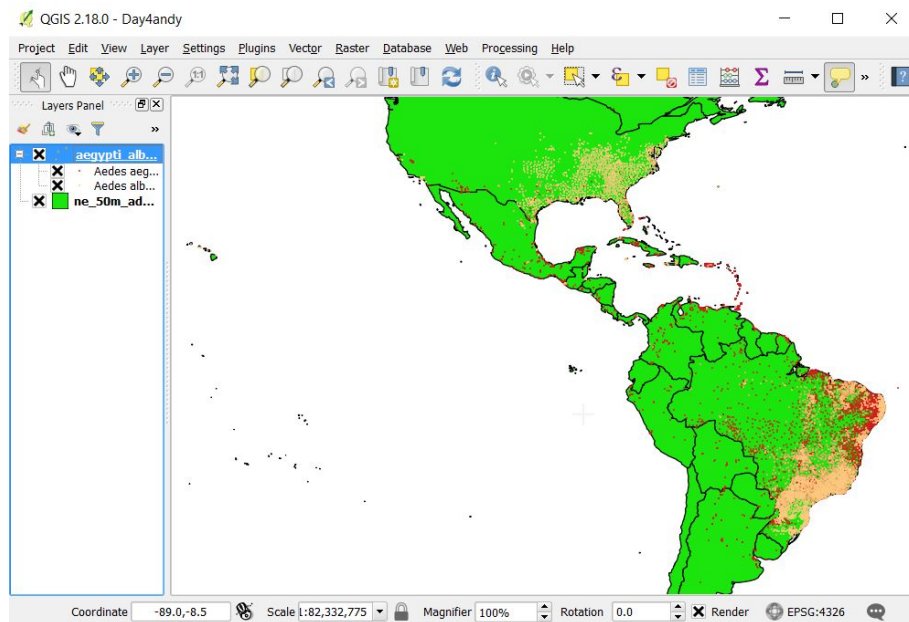 QGIS 2.18.0 - Day4andy
Project Edit View Layer Settings Plugins Vector Raster Database Web Processing Help
Layers Panel
»
»
aegypti_alb...
Aedes aeg...
Aedes alb...
ne_50m_ad...
Coordinate -89.0,-8.5 Scale 1:82,332,775 Magnifier 100% Rotation 0.0 Render EPSG:4326